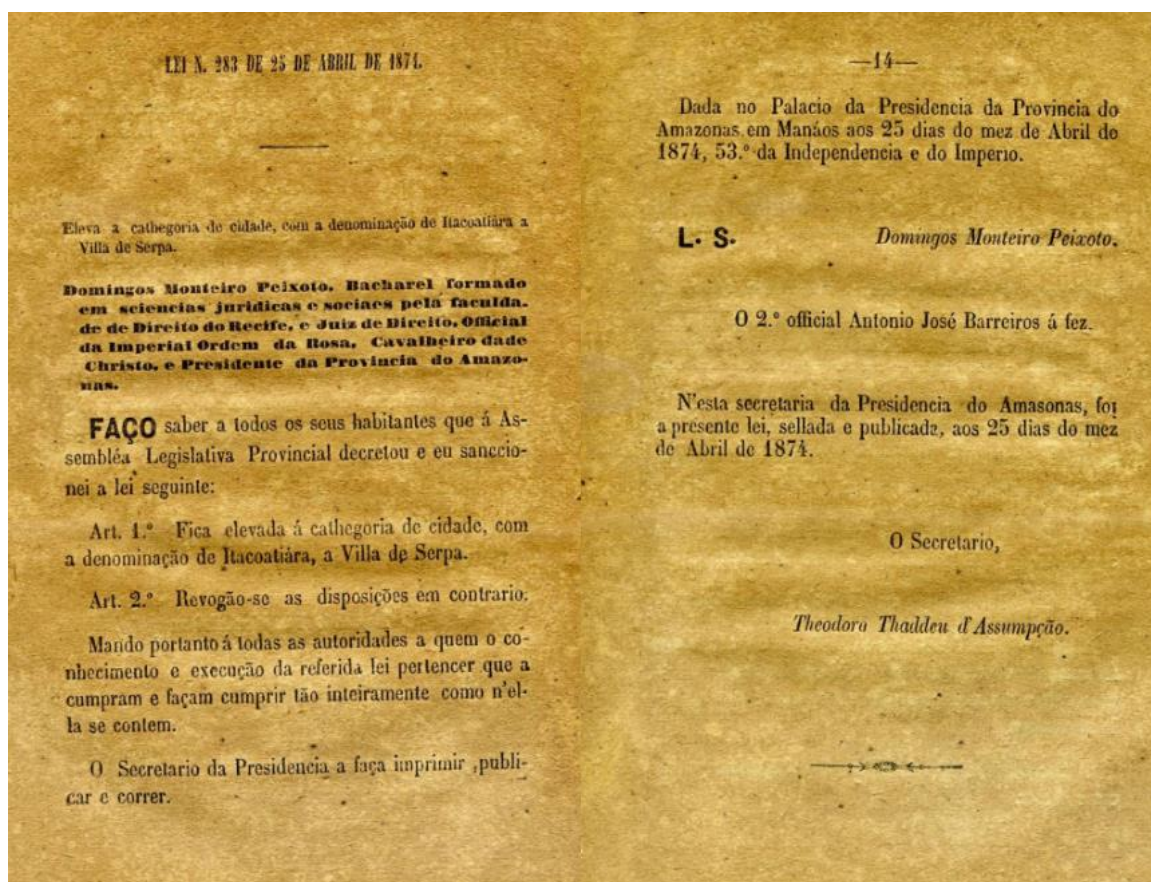 LEI N. 283 DE 25 DE ABRIL DE 1874.
Eleva a cathegoria de cidade, com a denominação de Itacoatiára a
Villa de Serpa.
Domingos Monteiro Peixoto, Bacharel formado
em sciencias juridicas e sociaes pela faculda-
de de Direito do Recife, e Juiz de Direito, Official
da Imperial Ordem da Rosa, Cavalheiro dade
Christo, e Presidente da Provincia do Amazo-
nas.
FAÇO saber a todos os seus habitantes que á As-
sembléa Legislativa Provincial decretou e eu sanccio-
nei a lei seguinte:
Art. 1.º Fica elevada á cathegoria de cidade, com
a denominação de Itacoatiára, a Villa de Serpa.
Art. 2.º Revogão-se as disposições em contrario.
Mando portanto á todas as autoridades a quem o co-
nhecimento e execução da referida lei pertencer que a
cumpram e façam cumprir tão inteiramente como n'el-
la se contem.
O Secretario da Presidencia a faça imprimir ,publi-
car e correr.
—14—
Dada no Palacio da Presidencia da Provincia do
Amazonas em Manáos aos 25 dias do mez de Abril de
1874, 53.º da Independencia e do Imperio.
L. S. Domingos Monteiro Peixoto.
O 2.º official Antonio José Barreiros á fez.
N'esta secretaria da Presidencia do Amasonas, foi
a presente lei, sellada e publicada, aos 25 dias do mez
de Abril de 1874.
O Secretario,
Theodoro Thaddeu d'Assumpção.